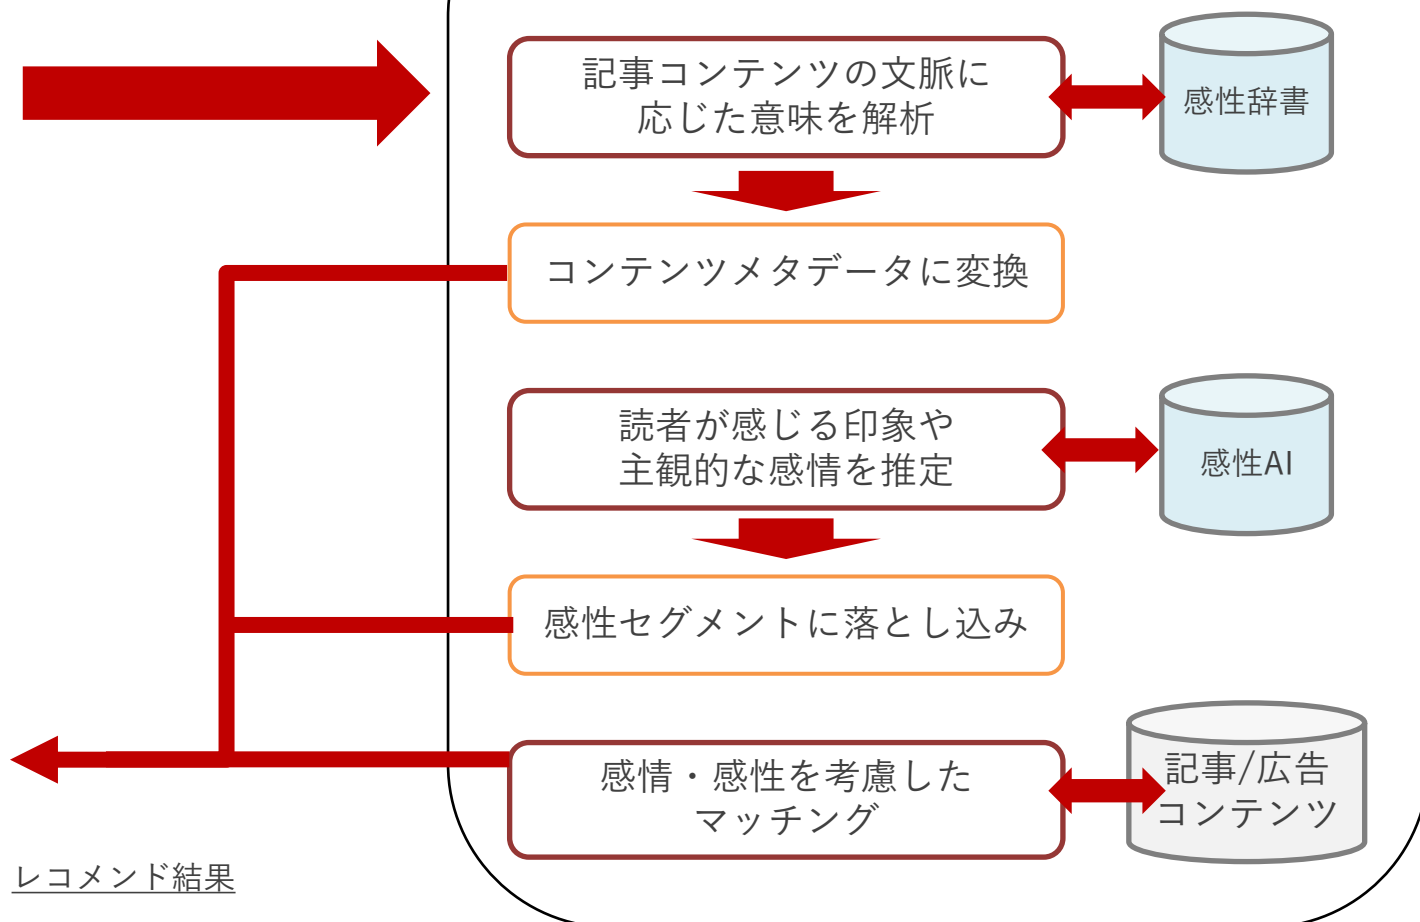 記事コンテンツの文脈に
応じた意味を解析
感性辞書
コンテンツメタデータに変換
読者が感じる印象や
主観的な感情を推定
感性AI
感性セグメントに落とし込み
感情・感性を考慮した
マッチング
記事/広告
コンテンツ
レコメンド結果